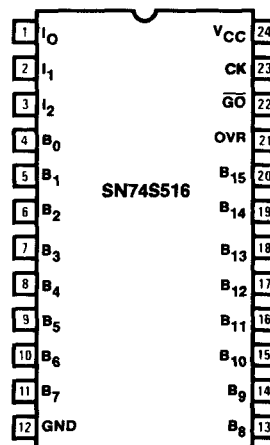 1 I0 VCC 24
2 I1 CK 23
3 I2 GO 22
4 B0 OVR 21
5 B1 B15 20
SN74S516
6 B2 B14 19
7 B3 B13 18
8 B4 B12 17
9 B5 B11 16
10 B6 B10 15
11 B7 B9 14
12 GND B8 13